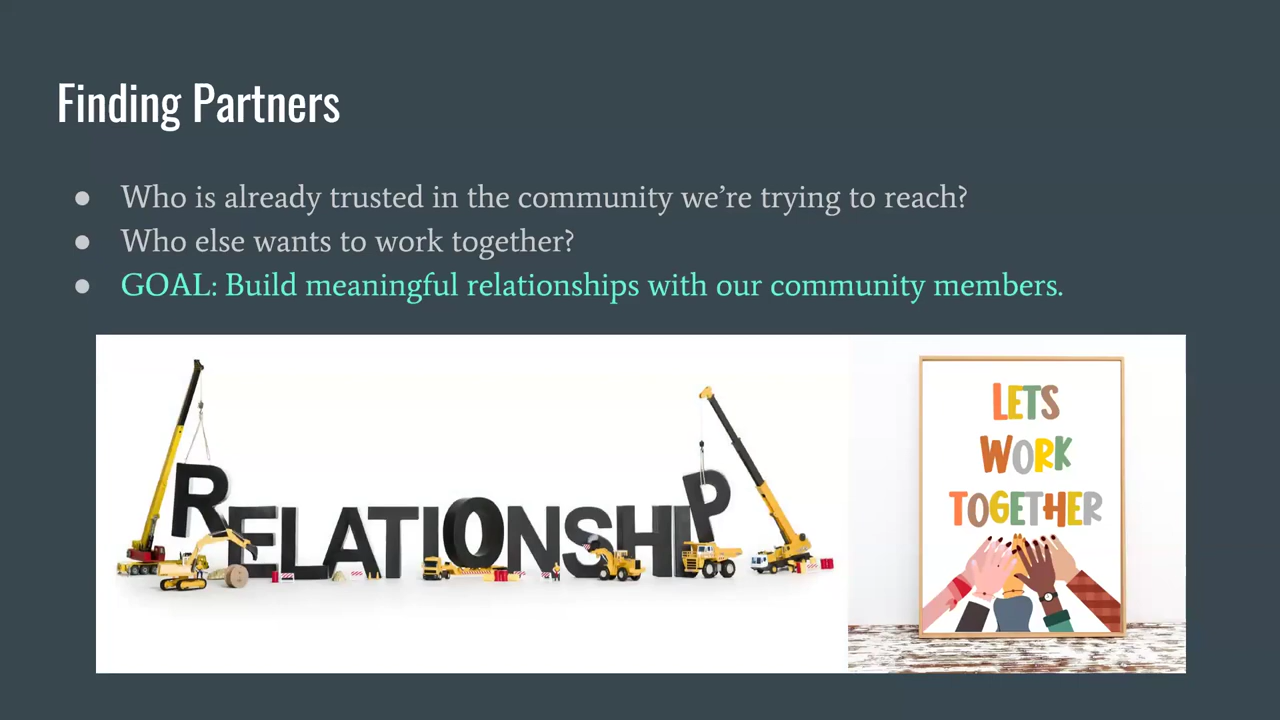 Finding Partners
● Who is already trusted in the community we’re trying to reach?
● Who else wants to work together?
● GOAL: Build meaningful relationships with our community members.
RELATIONSHIP
LETS
WORK
TOGETHER